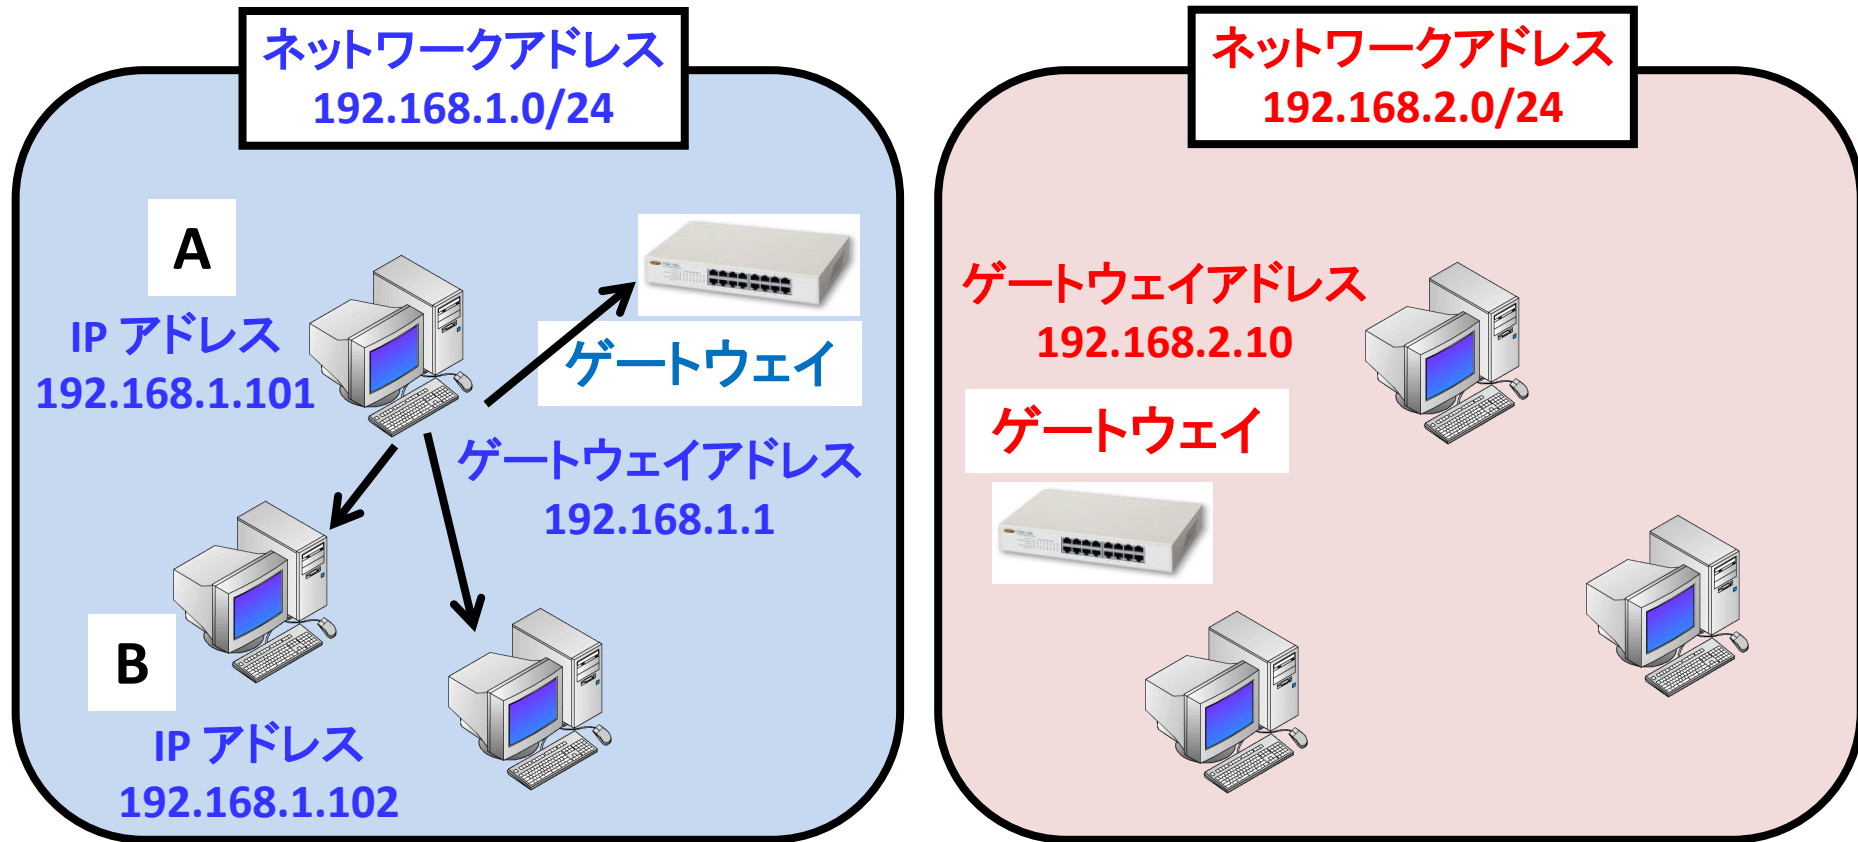 ネットワークアドレス
192.168.1.0/24
A
IP アドレス
192.168.1.101
ゲートウェイ
ゲートウェイアドレス
192.168.1.1
B
IP アドレス
192.168.1.102
ネットワークアドレス
192.168.2.0/24
ゲートウェイアドレス
192.168.2.10
ゲートウェイ